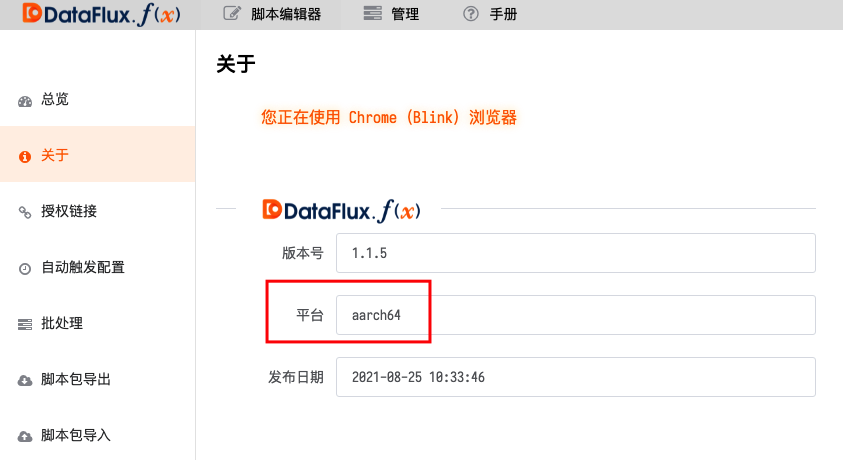 DataFlux.f(x) 脚本编辑器 管理 手册
总览
关于
授权链接
自动触发配置
批处理
脚本包导出
脚本包导入
关于
您正在使用 Chrome (Blink) 浏览器
DataFlux.f(x)
版本号 1.1.5
平台 aarch64
发布日期 2021-08-25 10:33:46